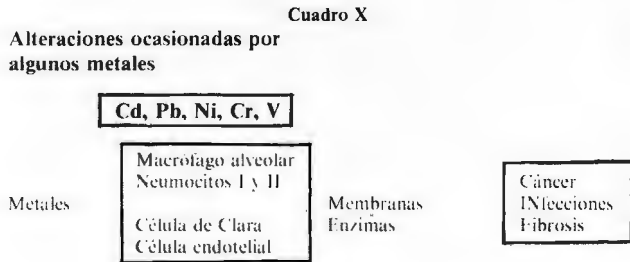 Cuadro X
Alteraciones ocasionadas por
algunos metales
Cd, Pb, Ni, Cr, V
Metales
Macrófago alveolar
Neumocitos I y II
Célula de Clara
Célula endotelial
Membranas
Enzimas
Cáncer
INfecciones
Fibrosis